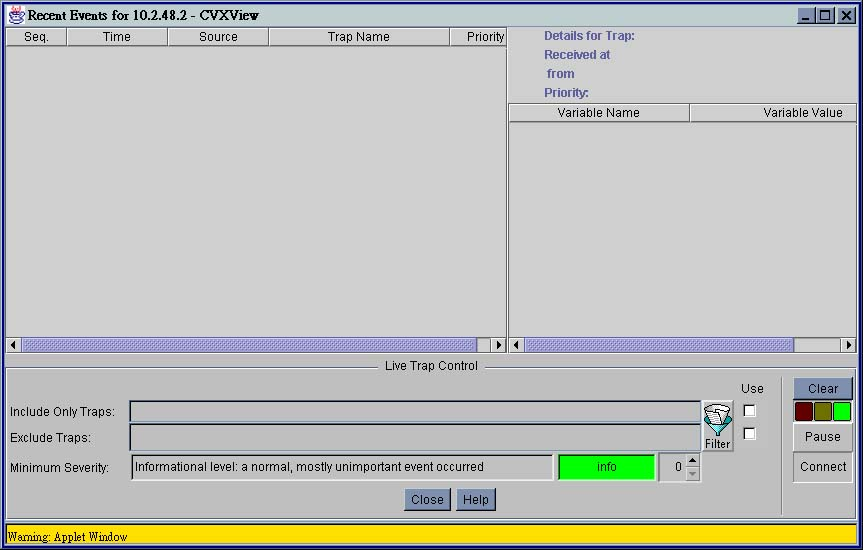 Recent Events for 10.2.48.2 - CVXView
Seq. Time Source Trap Name Priority
Details for Trap:
Received at
from
Priority:
Variable Name Variable Value
Live Trap Control
Use
Clear
Include Only Traps:
Exclude Traps:
Filter
Pause
Minimum Severity: Informational level: a normal, mostly unimportant event occurred info 0
Connect
Close Help
Warning: Applet Window